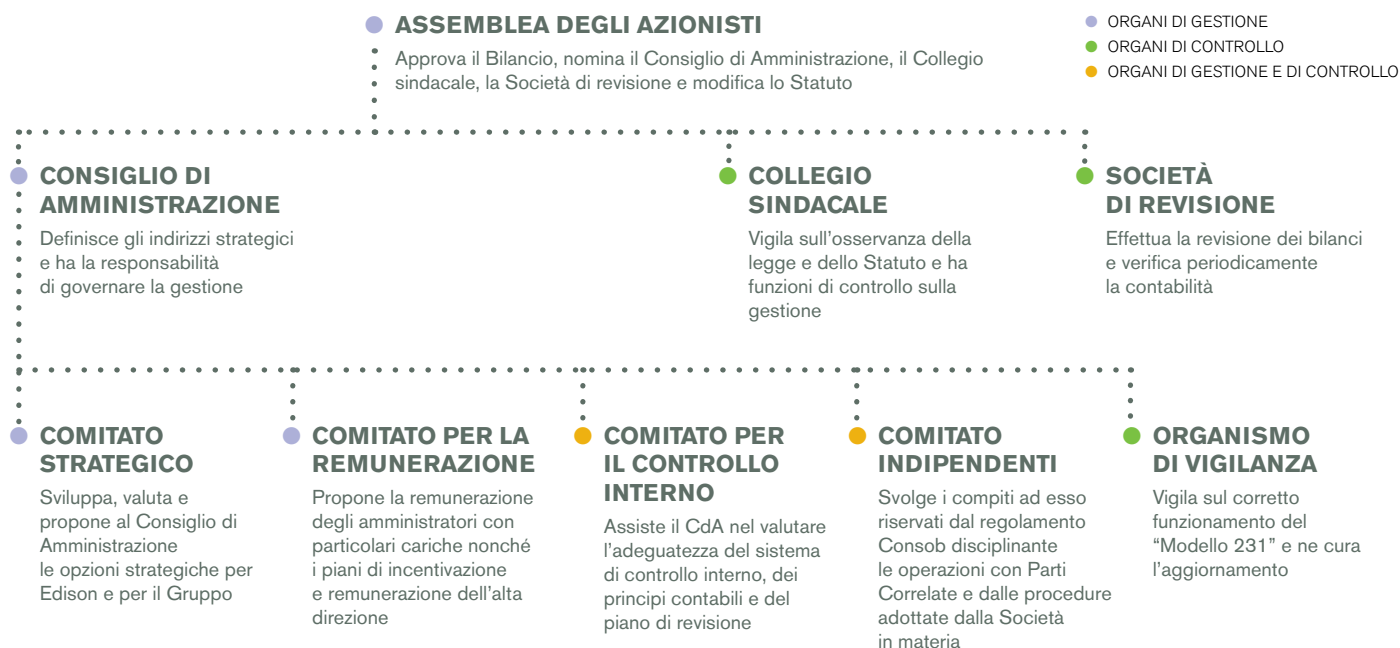 ASSEMBLEA DEGLI AZIONISTI
Approva il Bilancio, nomina il Consiglio di Amministrazione, il Collegio
sindacale, la Società di revisione e modifica lo Statuto
ORGANI DI GESTIONE
ORGANI DI CONTROLLO
ORGANI DI GESTIONE E DI CONTROLLO
CONSIGLIO DI
AMMINISTRAZIONE
Definisce gli indirizzi strategici
e ha la responsabilità
di governare la gestione
COLLEGIO
SINDACALE
Vigila sull'osservanza della
legge e dello Statuto e ha
funzioni di controllo sulla
gestione
SOCIETÀ
DI REVISIONE
Effettua la revisione dei bilanci
e verifica periodicamente
la contabilità
COMITATO
STRATEGICO
Sviluppa, valuta e
propone al Consiglio di
Amministrazione
le opzioni strategiche per
Edison e per il Gruppo
COMITATO PER LA
REMUNERAZIONE
Propone la remunerazione
degli amministratori con
particolari cariche nonché
i piani di incentivazione
e remunerazione dell'alta
direzione
COMITATO PER
IL CONTROLLO
INTERNO
Assiste il CdA nel valutare
l'adeguatezza del sistema
di controllo interno, dei
principi contabili e del
piano di revisione
COMITATO
INDIPENDENTI
Svolge i compiti ad esso
riservati dal regolamento
Consob disciplinante
le operazioni con Parti
Correlate e dalle procedure
adottate dalla Società
in materia
ORGANISMO
DI VIGILANZA
Vigila sul corretto
funzionamento del
“Modello 231” e ne cura
l'aggiornamento